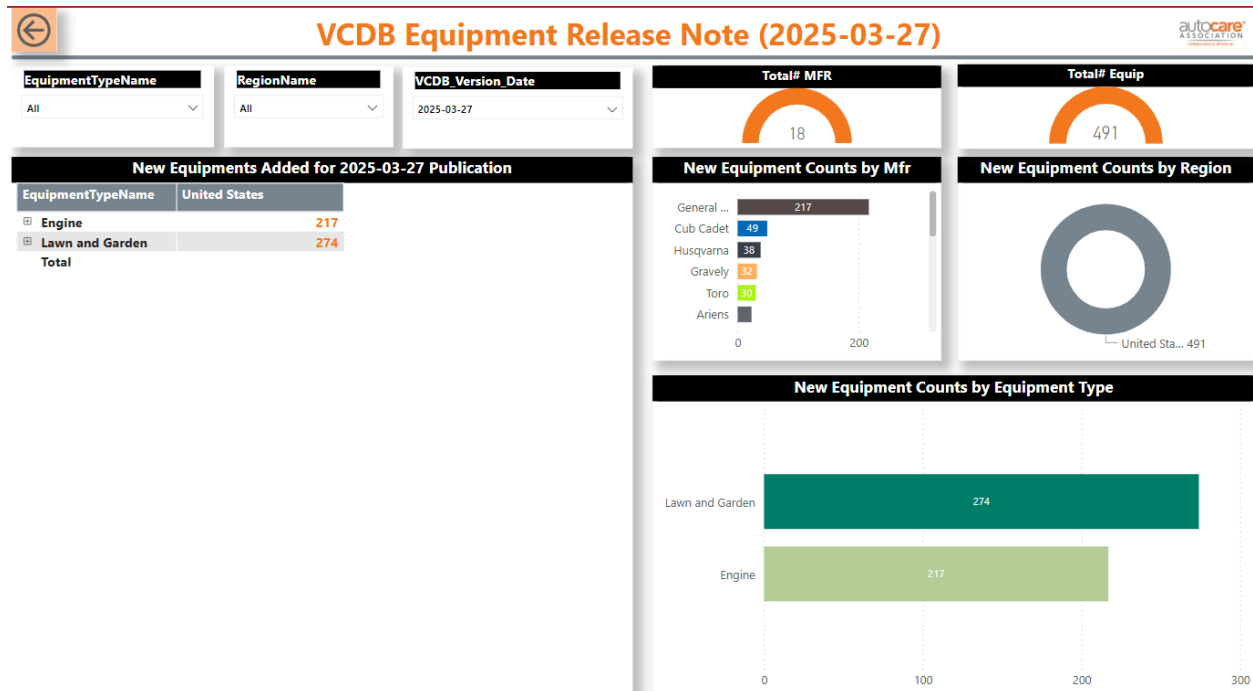 VCDB Equipment Release Note (2025-03-27)
autocare
ASSOCIATION
EquipmentTypeName
All
RegionName
All
VCDB_Version_Date
2025-03-27
Total# MFR
18
Total# Equip
491
New Equipments Added for 2025-03-27 Publication
EquipmentTypeName United States
Engine 217
Lawn and Garden 274
Total
New Equipment Counts by Mfr
General ... 217
Cub Cadet 49
Husqvarna 38
Gravely 32
Toro 30
Ariens
0 200
New Equipment Counts by Region
United Sta... 491
New Equipment Counts by Equipment Type
Lawn and Garden 274
Engine 217
0 100 200 300